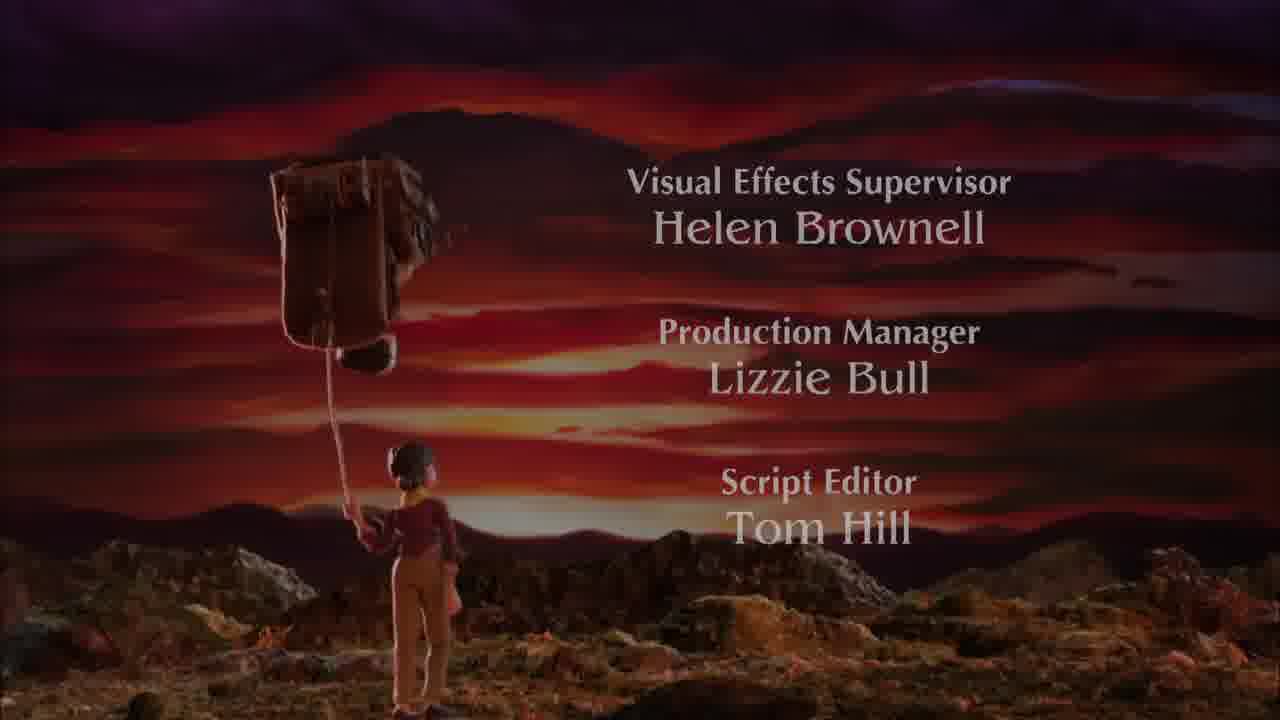 Visual Effects Supervisor
Helen Brownell
Production Manager
Lizzie Bull
Script Editor
Tom Hill